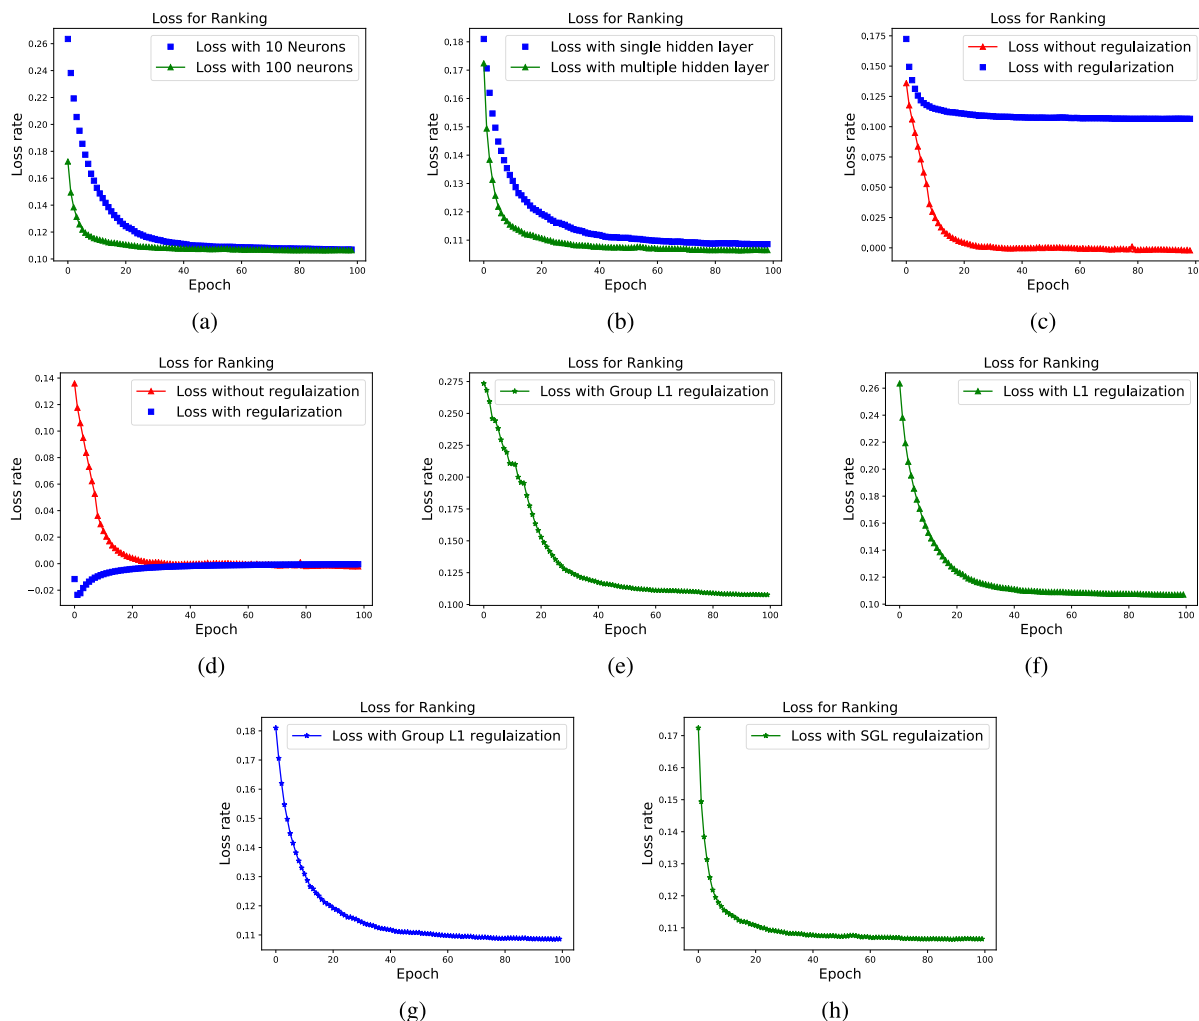 Loss for Ranking
Loss with 10 Neurons
Loss with 100 neurons
Loss rate
0.26
0.24
0.22
0.20
0.18
0.16
0.14
0.12
0.10
0 20 40 60 80 100
Epoch
(a)
Loss for Ranking
Loss with single hidden layer
Loss with multiple hidden layer
Loss rate
0.18
0.17
0.16
0.15
0.14
0.13
0.12
0.11
0 20 40 60 80 100
Epoch
(b)
Loss for Ranking
Loss without regulaization
Loss with regularization
Loss rate
0.175
0.150
0.125
0.100
0.075
0.050
0.025
0.000
0 20 40 60 80 100
Epoch
(c)
Loss for Ranking
Loss without regulaization
Loss with regularization
Loss rate
0.14
0.12
0.10
0.08
0.06
0.04
0.02
0.00
−0.02
0 20 40 60 80 100
Epoch
(d)
Loss for Ranking
Loss with Group L1 regulaization
Loss rate
0.275
0.250
0.225
0.200
0.175
0.150
0.125
0.100
0 20 40 60 80 100
Epoch
(e)
Loss for Ranking
Loss with L1 regulaization
Loss rate
0.26
0.24
0.22
0.20
0.18
0.16
0.14
0.12
0.10
0 20 40 60 80 100
Epoch
(f)
Loss for Ranking
Loss with Group L1 regulaization
Loss rate
0.18
0.17
0.16
0.15
0.14
0.13
0.12
0.11
0 20 40 60 80 100
Epoch
(g)
Loss for Ranking
Loss with SGL regulaization
Loss rate
0.17
0.16
0.15
0.14
0.13
0.12
0.11
0 20 40 60 80 100
Epoch
(h)